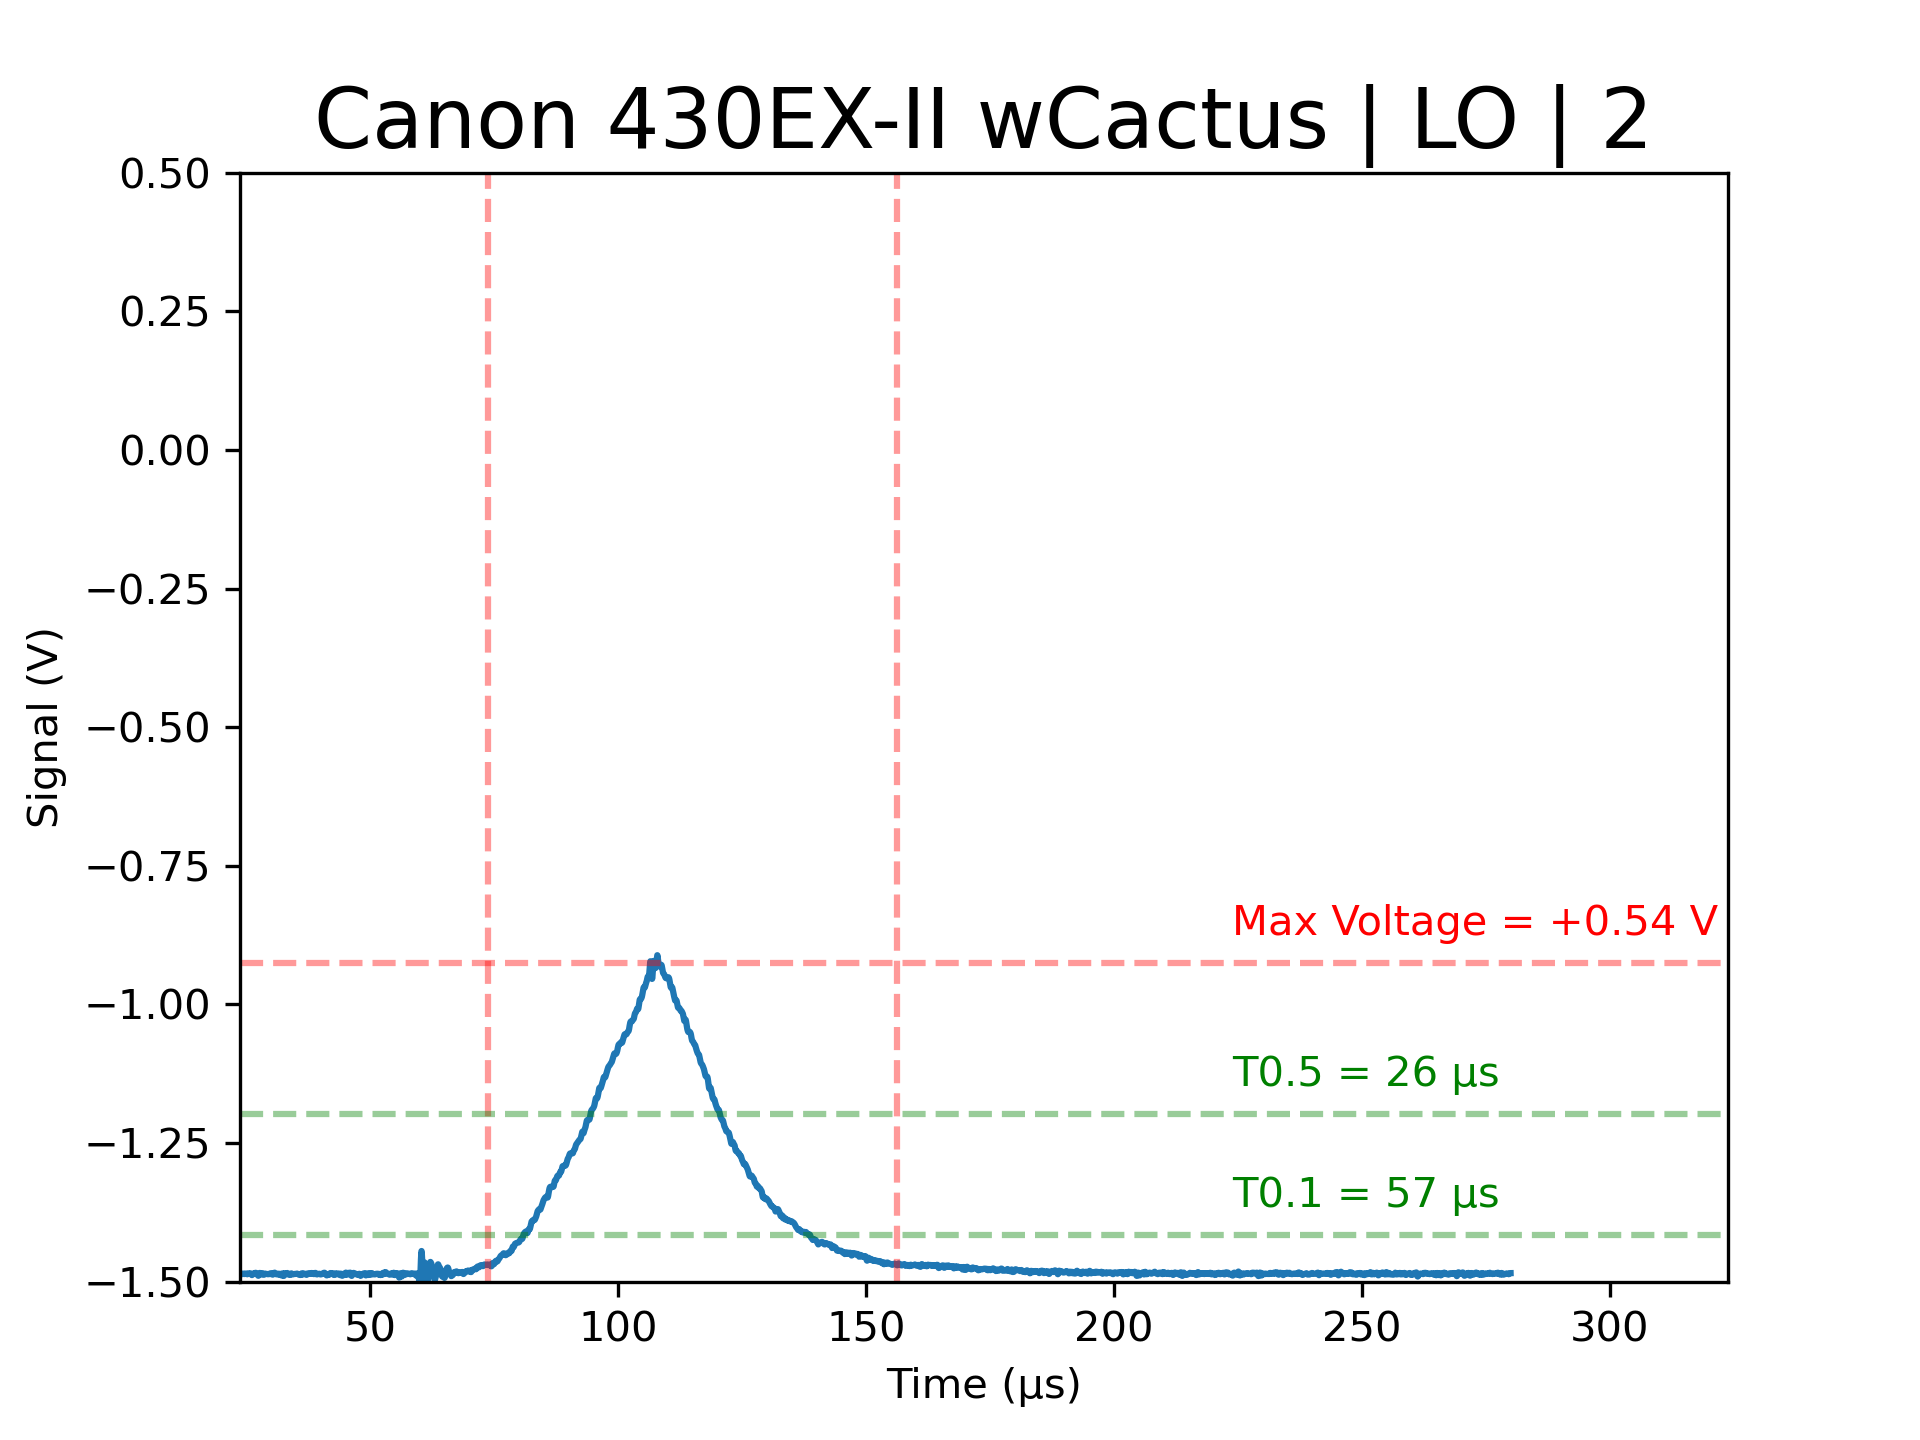 Canon 430EX-II wCactus | LO | 2
0.50
0.25
0.00
−0.25
−0.50
−0.75
−1.00
−1.25
−1.50
Signal (V)
Max Voltage = +0.54 V
T0.5 = 26 µs
T0.1 = 57 µs
50 100 150 200 250 300
Time (µs)